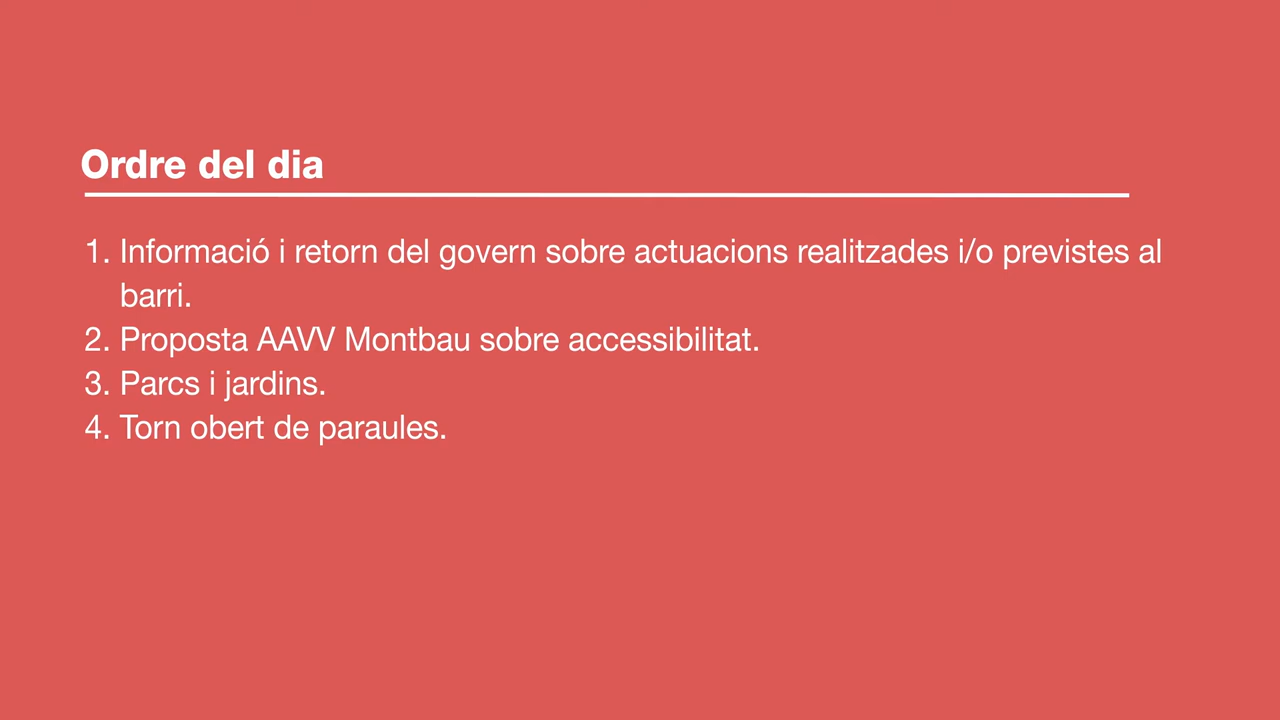 Ordre del dia
1. Informació i retorn del govern sobre actuacions realitzades i/o previstes al
barri.
2. Proposta AAVV Montbau sobre accessibilitat.
3. Parcs i jardins.
4. Torn obert de paraules.